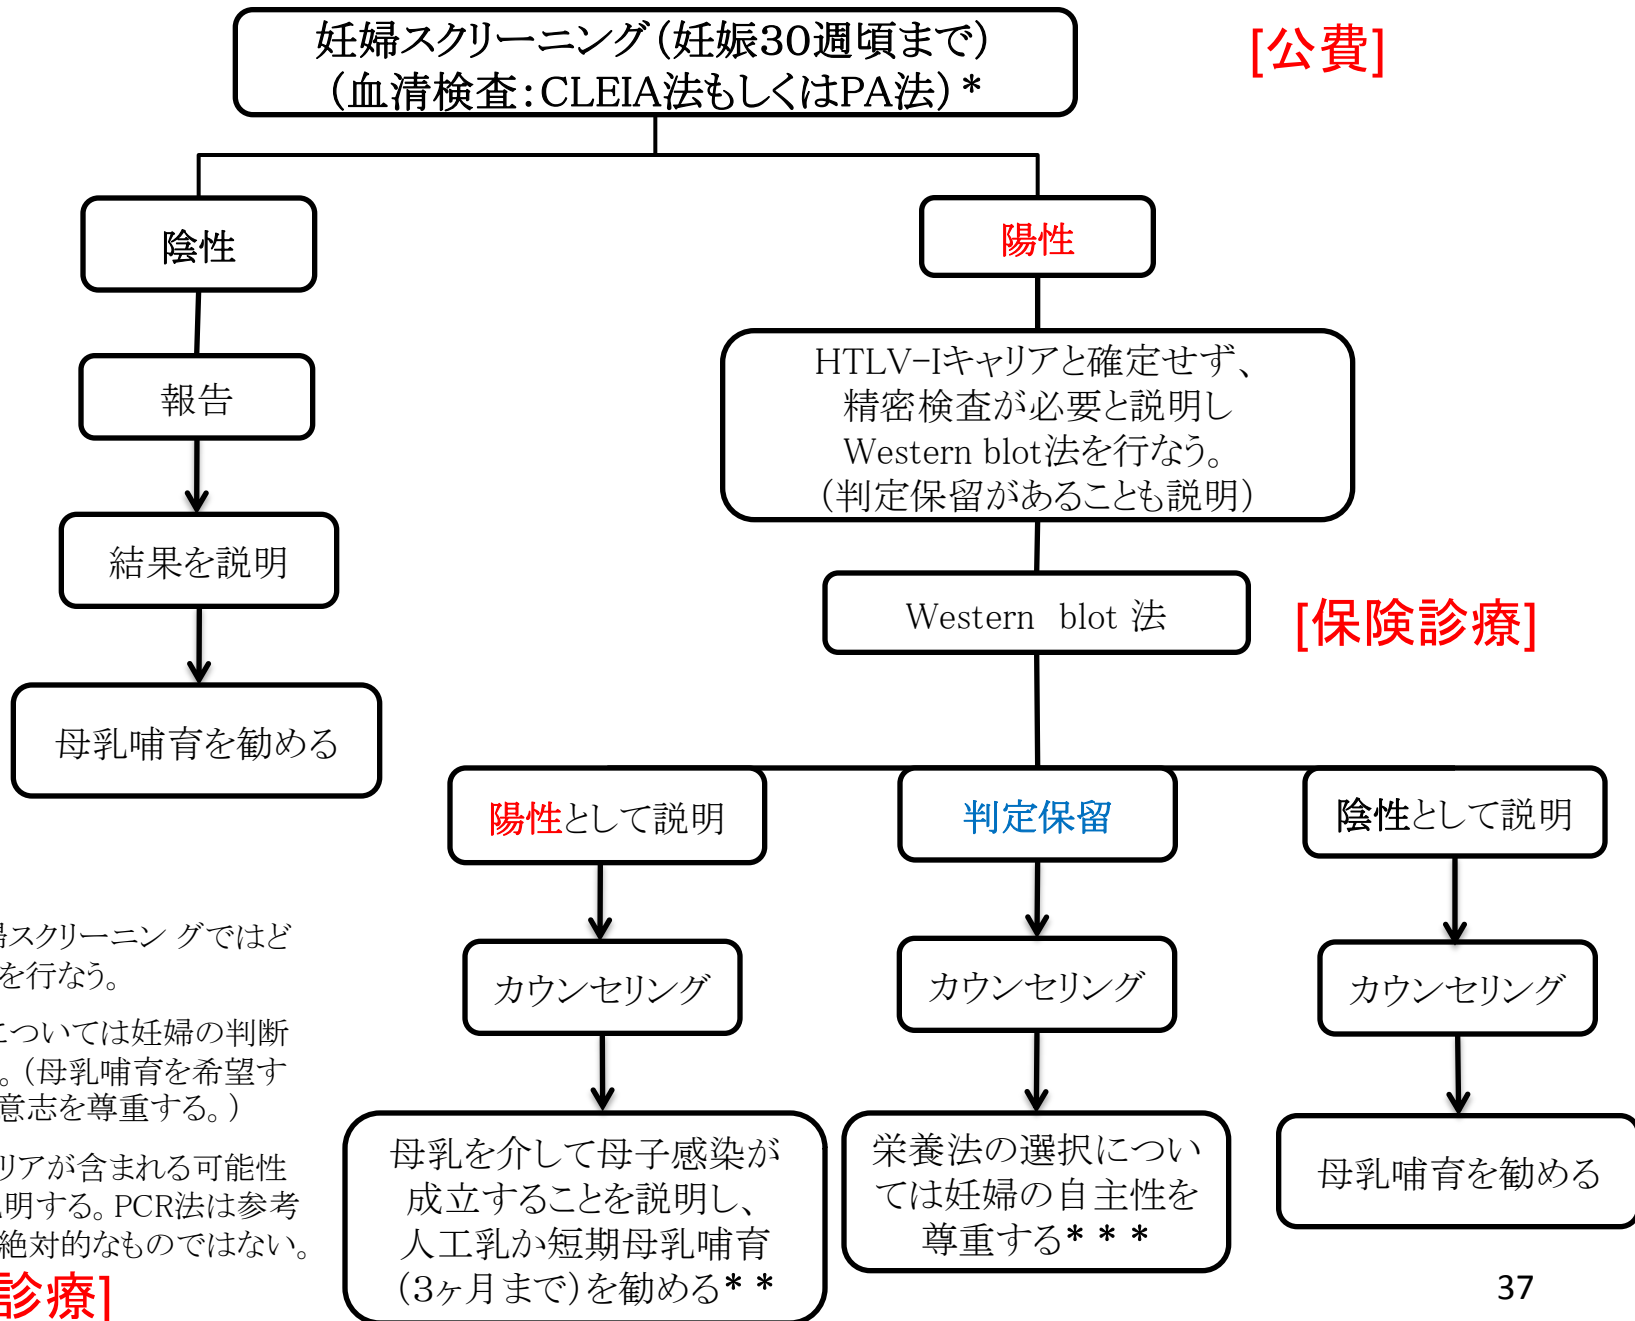 妊婦スクリーニング（妊娠30週頃まで）
（血清検査：CLEIA法もしくはPA法）*
[公費]
陰性
陽性
報告
HTLV-Iキャリアと確定せず、
精密検査が必要と説明し
Western blot法を行なう。
（判定保留があることも説明）
結果を説明
Western blot 法
[保険診療]
母乳哺育を勧める
陽性として説明
判定保留
陰性として説明
カウンセリング
カウンセリング
カウンセリング
母乳を介して母子感染が
成立することを説明し、
人工乳か短期母乳哺育
（3ヶ月まで）を勧める**
栄養法の選択につい
ては妊婦の自主性を
尊重する***
母乳哺育を勧める
スクリーニングではど
を行なう。
については妊婦の判断
。（母乳哺育を希望す
意志を尊重する。）
リアが含まれる可能性
明する。PCR法は参考
絶対的なものではない。
診療]
37